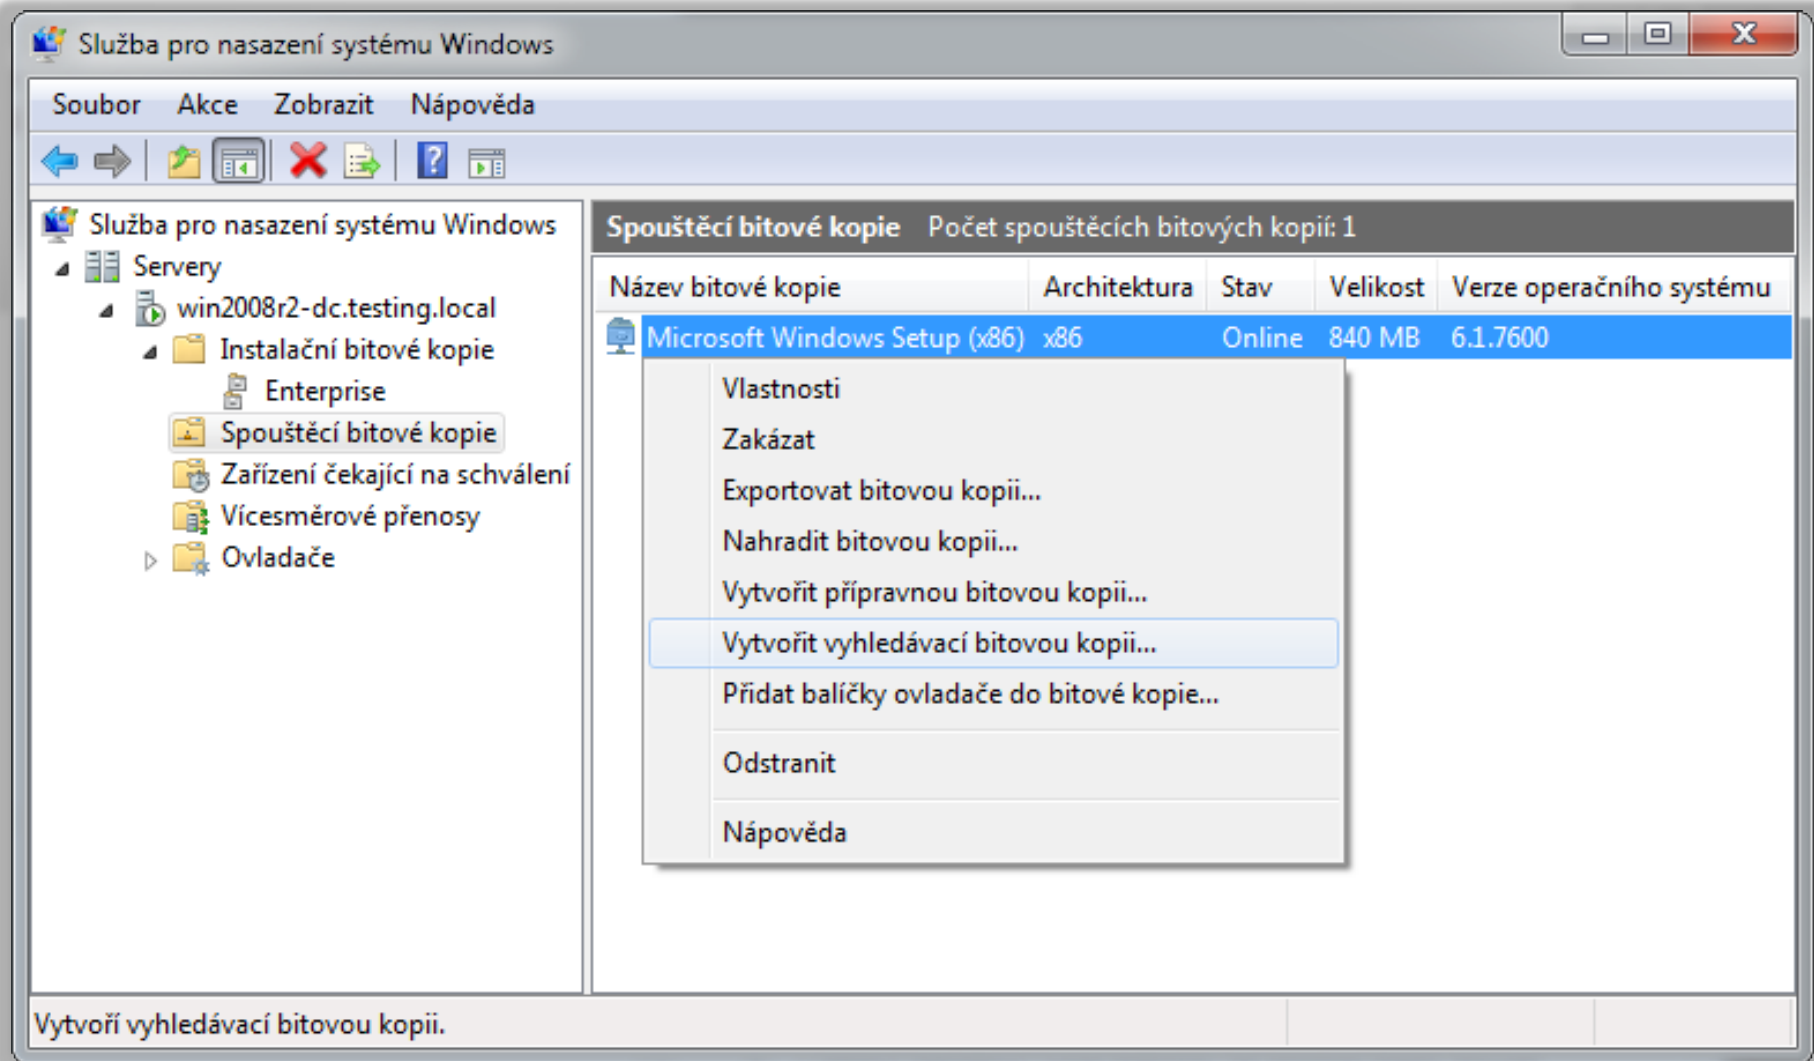 Služba pro nasazení systému Windows
Soubor Akce Zobrazit Nápověda
Služba pro nasazení systému Windows
Servery
win2008r2-dc.testing.local
Instalační bitové kopie
Enterprise
Spouštěcí bitové kopie
Zařízení čekající na schválení
Vícesměrové přenosy
Ovladače
Spouštěcí bitové kopie Počet spouštěcích bitových kopií: 1
Název bitové kopie Architektura Stav Velikost Verze operačního systému
Microsoft Windows Setup (x86) x86 Online 840 MB 6.1.7600
Vlastnosti
Zakázat
Exportovat bitovou kopii...
Nahradit bitovou kopii...
Vytvořit přípravnou bitovou kopii...
Vytvořit vyhledávací bitovou kopii...
Přidat balíčky ovladače do bitové kopie...
Odstranit
Nápověda
Vytvoří vyhledávací bitovou kopii.